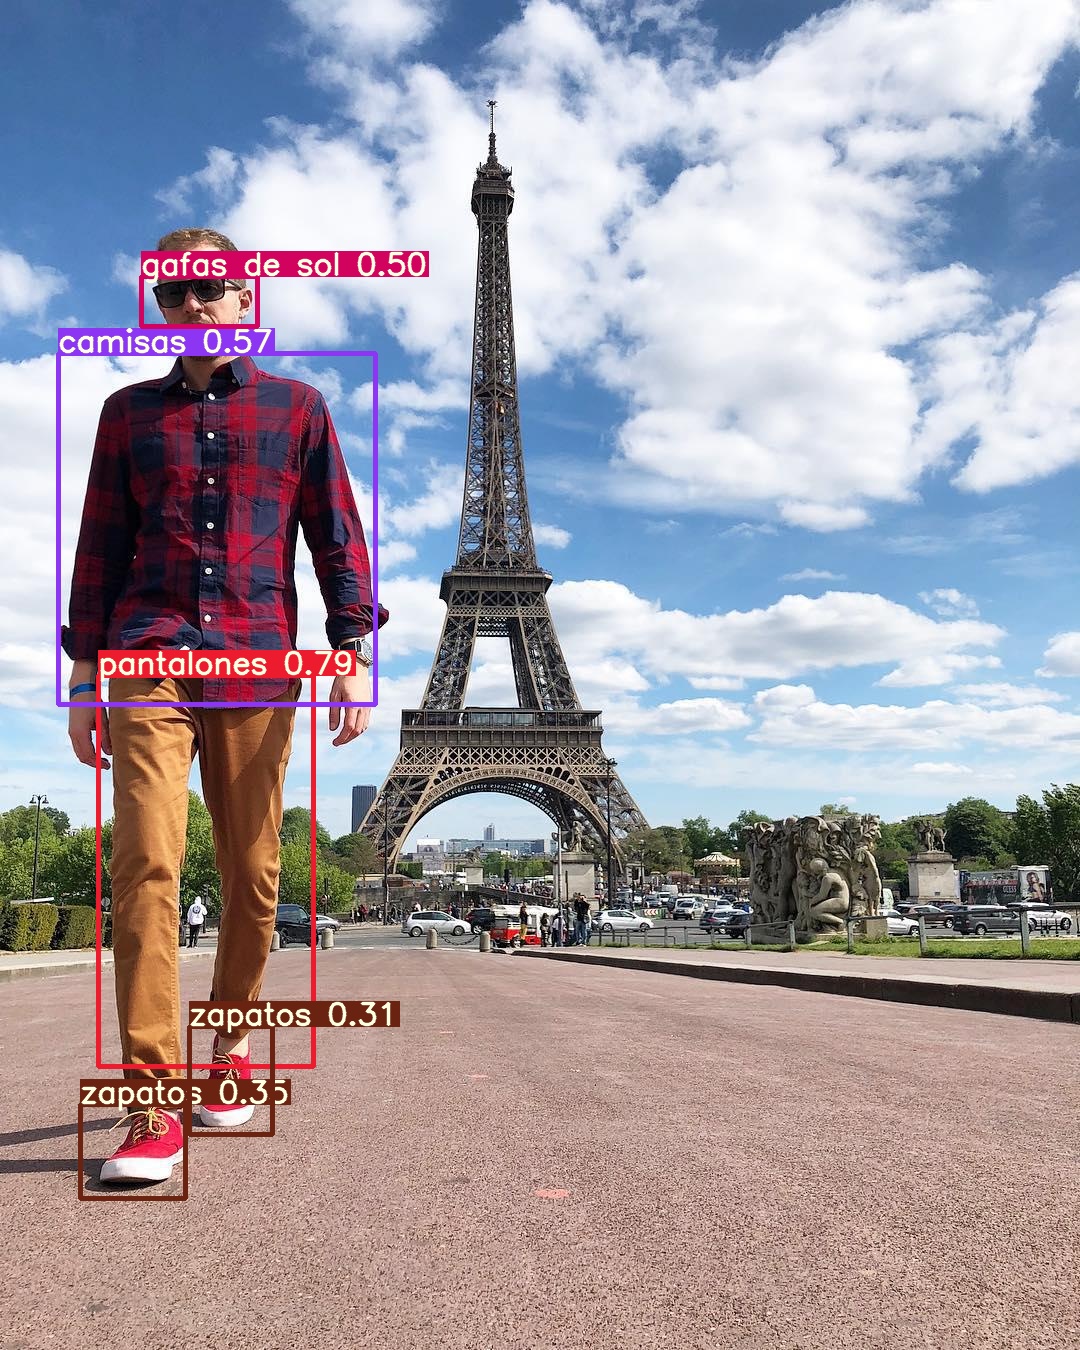 gafas de sol 0.50
camisas 0.57
pantalones 0.79
zapatos 0.31
zapatos 0.35